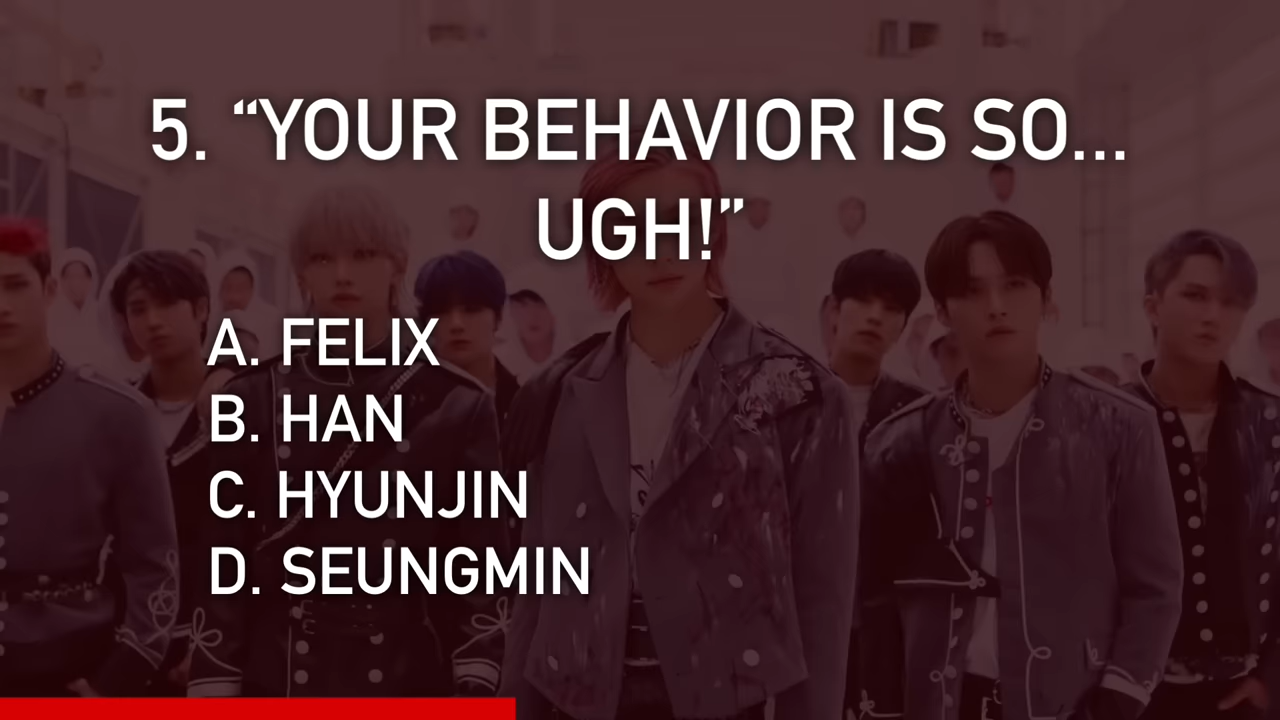 5. “YOUR BEHAVIOR IS SO...
UGH!”
A. FELIX
B. HAN
C. HYUNJIN
D. SEUNGMIN